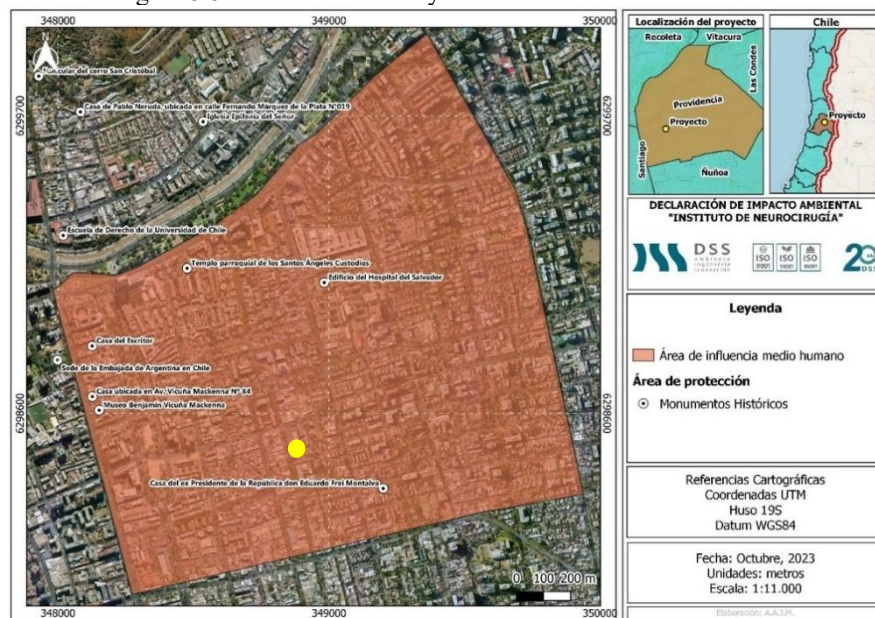 348000
349000
350000
6299700
6298600
N
Funicular del cerro San Cristóbal
Casa de Pablo Neruda, ubicada en calle Fernando Márquez de la Plata N°019
Iglesia Epifanía del Señor
Escuela de Derecho de la Universidad de Chile
Templo parroquial de los Santos Ángeles Custodios
Edificio del Hospital del Salvador
Casa del Escritor
Sede de la Embajada de Argentina en Chile
Casa ubicada en Av. Vicuña Mackenna N° 84
Museo Benjamín Vicuña Mackenna
Casa del ex Presidente de la República don Eduardo Frei Montalva
0 100 200 m
348000
349000
350000
6299700
6298600
Localización del proyecto
Recoleta
Vitacura
Las Condes
Providencia
Proyecto
Santiago
Ñuñoa
Chile
Proyecto
DECLARACIÓN DE IMPACTO AMBIENTAL
"INSTITUTO DE NEUROCIRUGÍA"
DSS
ambiente
ingeniería
innovación
ISO
9001
ISO
14001
ISO
45001
20
DSS
Leyenda
Área de influencia medio humano
Área de protección
Monumentos Históricos
Referencias Cartográficas
Coordenadas UTM
Huso 19S
Datum WGS84
Fecha: Octubre, 2023
Unidades: metros
Escala: 1:11.000
Elaboración: A.A.J.M.